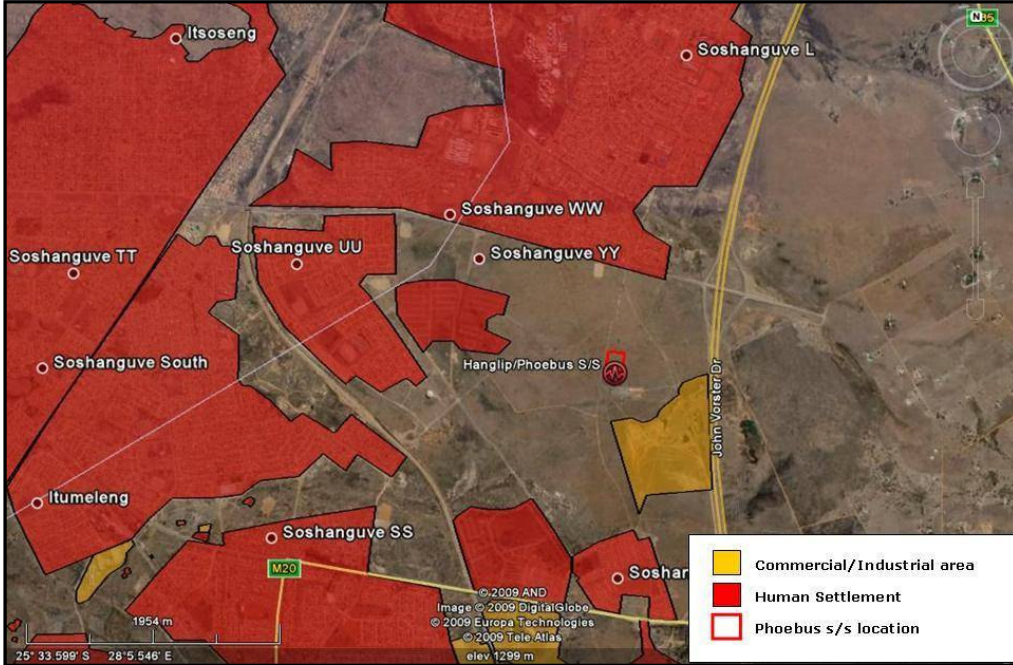 Itsoseng
N
Soshanguve L
Soshanguve WW
Soshanguve UU
Soshanguve YY
Soshanguve TT
Soshanguve South
Hanglip/Phoebus S/S
John Vorster Dr
Itumeleng
Soshanguve SS
M20
1954 m
© 2009 AND
Image © 2009 DigitalGlobe
© 2009 Europa Technologies
© 2009 Tele Atlas
25° 33.599' S 28°5.546' E
elev 1299 m
Commercial/Industrial area
Human Settlement
Phoebus s/s location